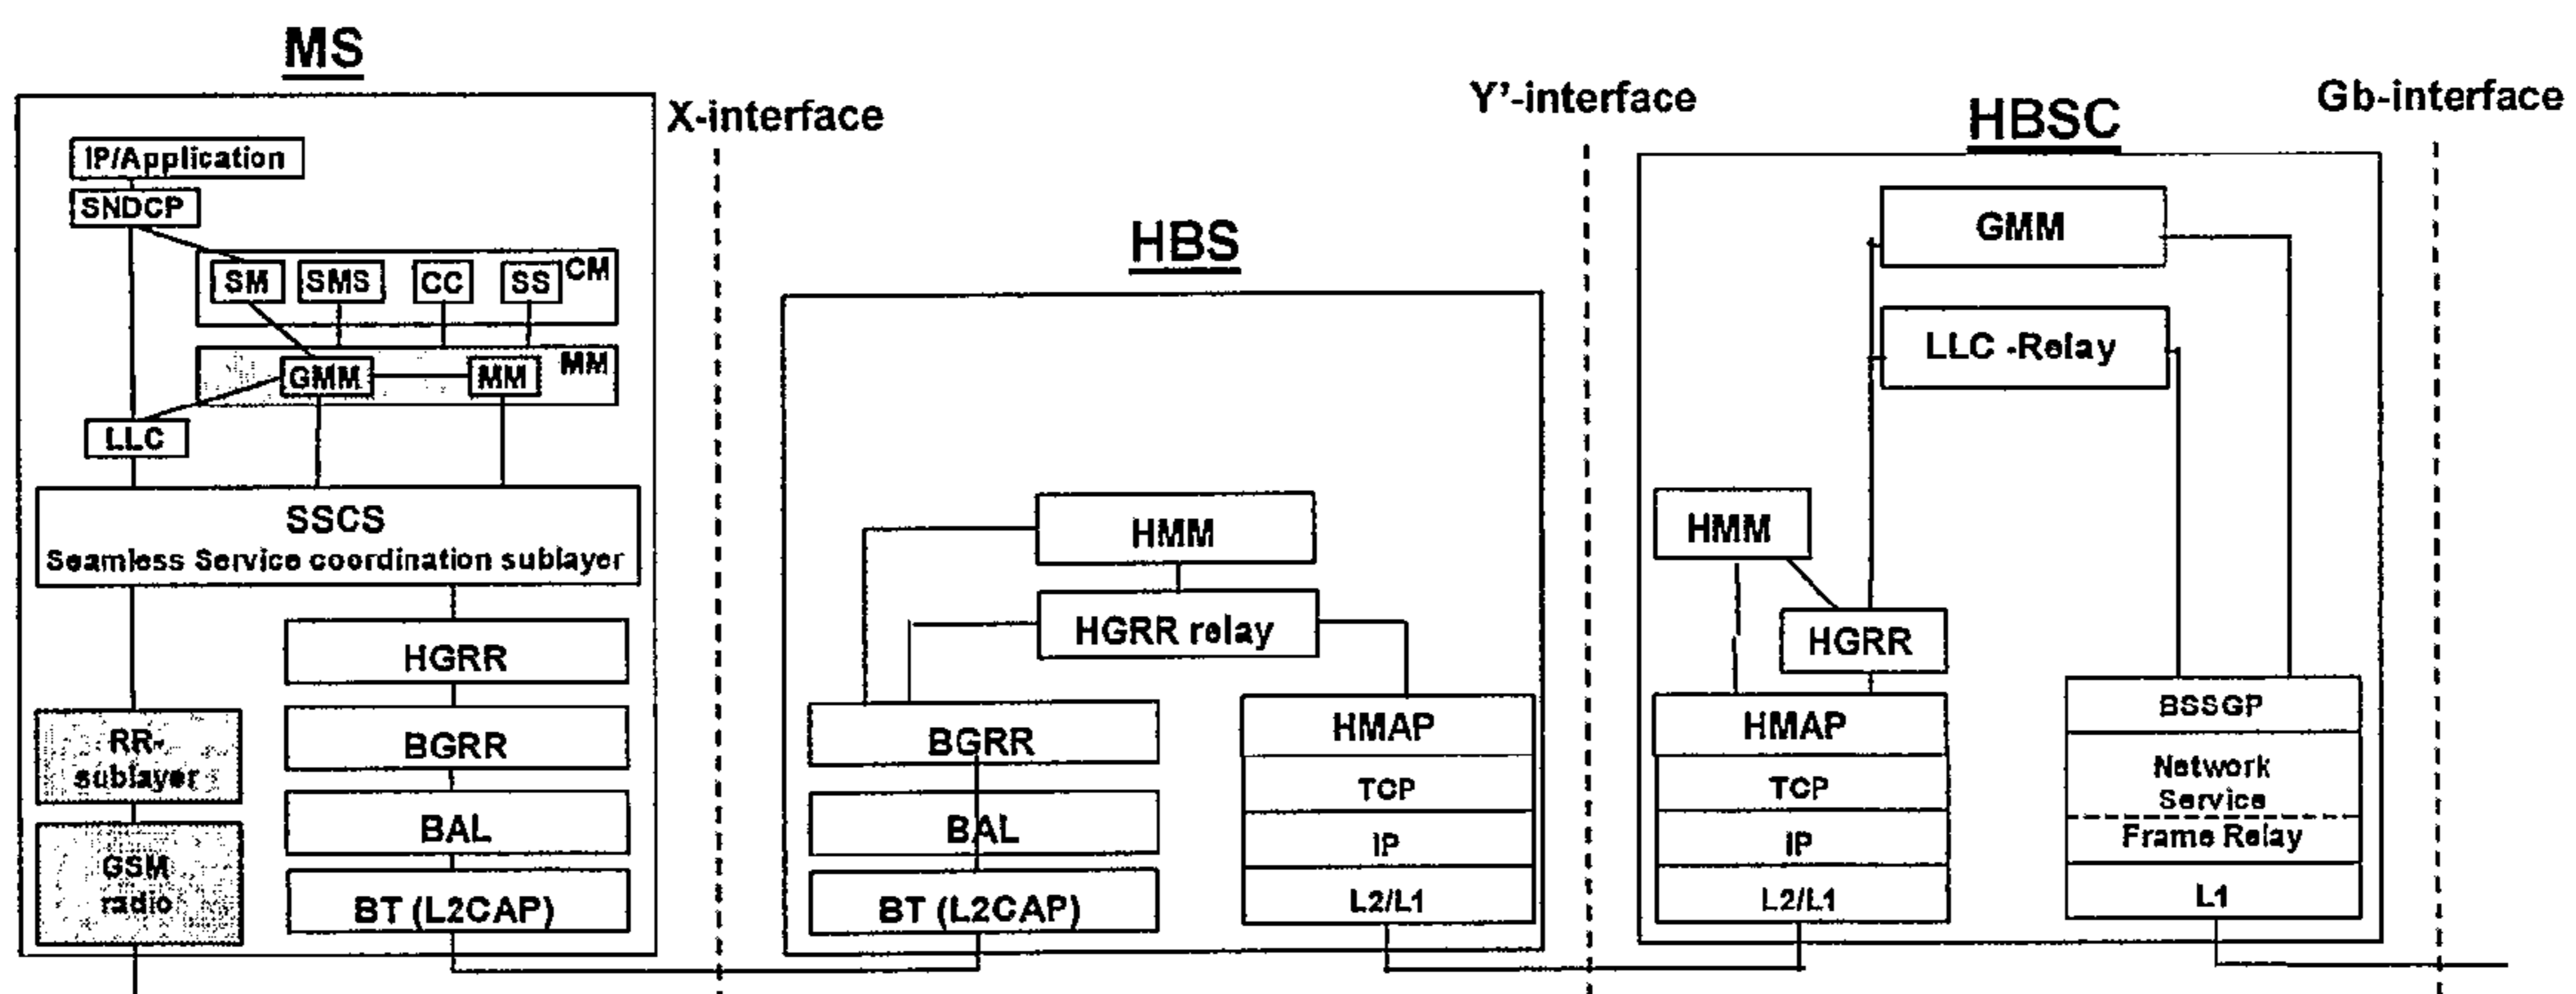 MS
X-interface
Y'-interface
HBSC
Gb-interface
IP/Application
SNDCP
SM
SMS
CC
SS
CM
GMM
MM
MM
LLC
SSCS
Seamless Service coordination sublayer
HGRR
BGRR
BAL
BT (L2CAP)
RR-
sublayer
GSM
radio
HBS
HMM
HGRR relay
BGRR
BAL
BT (L2CAP)
HMAP
TCP
IP
L2/L1
GMM
LLC -Relay
HMM
HGRR
HMAP
TCP
IP
L2/L1
BSSGP
Network
Service
Frame Relay
L1